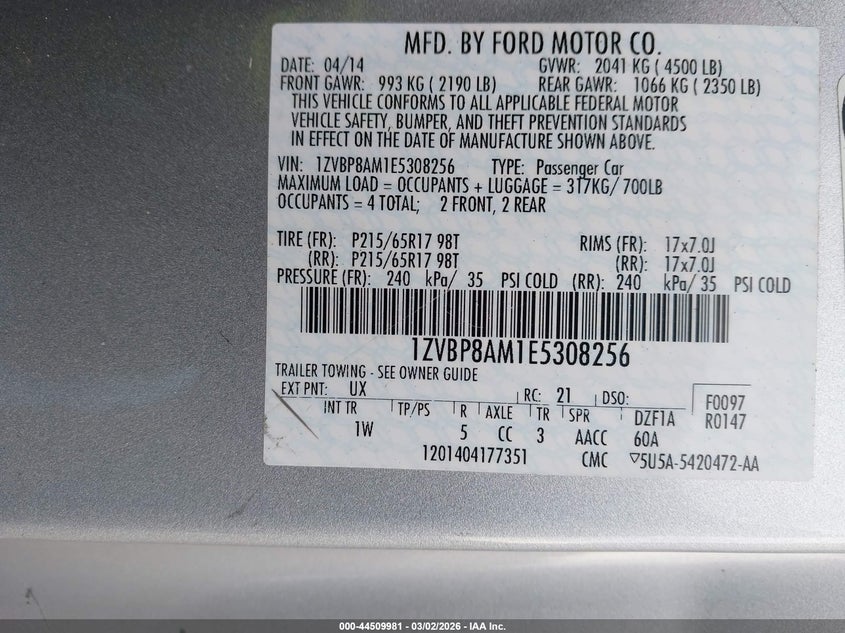 MFD. BY FORD MOTOR CO.
DATE: 04/14 GVWR: 2041 KG ( 4500 LB)
FRONT GAWR: 993 KG ( 2190 LB) REAR GAWR: 1066 KG ( 2350 LB)
THIS VEHICLE CONFORMS TO ALL APPLICABLE FEDERAL MOTOR
VEHICLE SAFETY, BUMPER, AND THEFT PREVENTION STANDARDS
IN EFFECT ON THE DATE OF MANUFACTURE SHOWN ABOVE.
VIN: 1ZVBP8AM1E5308256 TYPE: Passenger Car
MAXIMUM LOAD = OCCUPANTS + LUGGAGE = 317KG/ 700LB
OCCUPANTS = 4 TOTAL; 2 FRONT, 2 REAR
TIRE (FR): P215/65R17 98T RIMS (FR): 17x7.0J
(RR): P215/65R17 98T (RR): 17x7.0J
PRESSURE (FR): 240 kPa/ 35 PSI COLD (RR): 240 kPa/ 35 PSI COLD
1ZVBP8AM1E5308256
TRAILER TOWING - SEE OWNER GUIDE
EXT PNT: UX RC: 21 DSO: F0097
INT TR TP/PS R AXLE TR SPR DZF1A R0147
1W 5 CC 3 AACC 60A
1201404177351 CMC ▽5U5A-5420472-AA
000-44509981 - 03/02/2026 - IAA Inc.